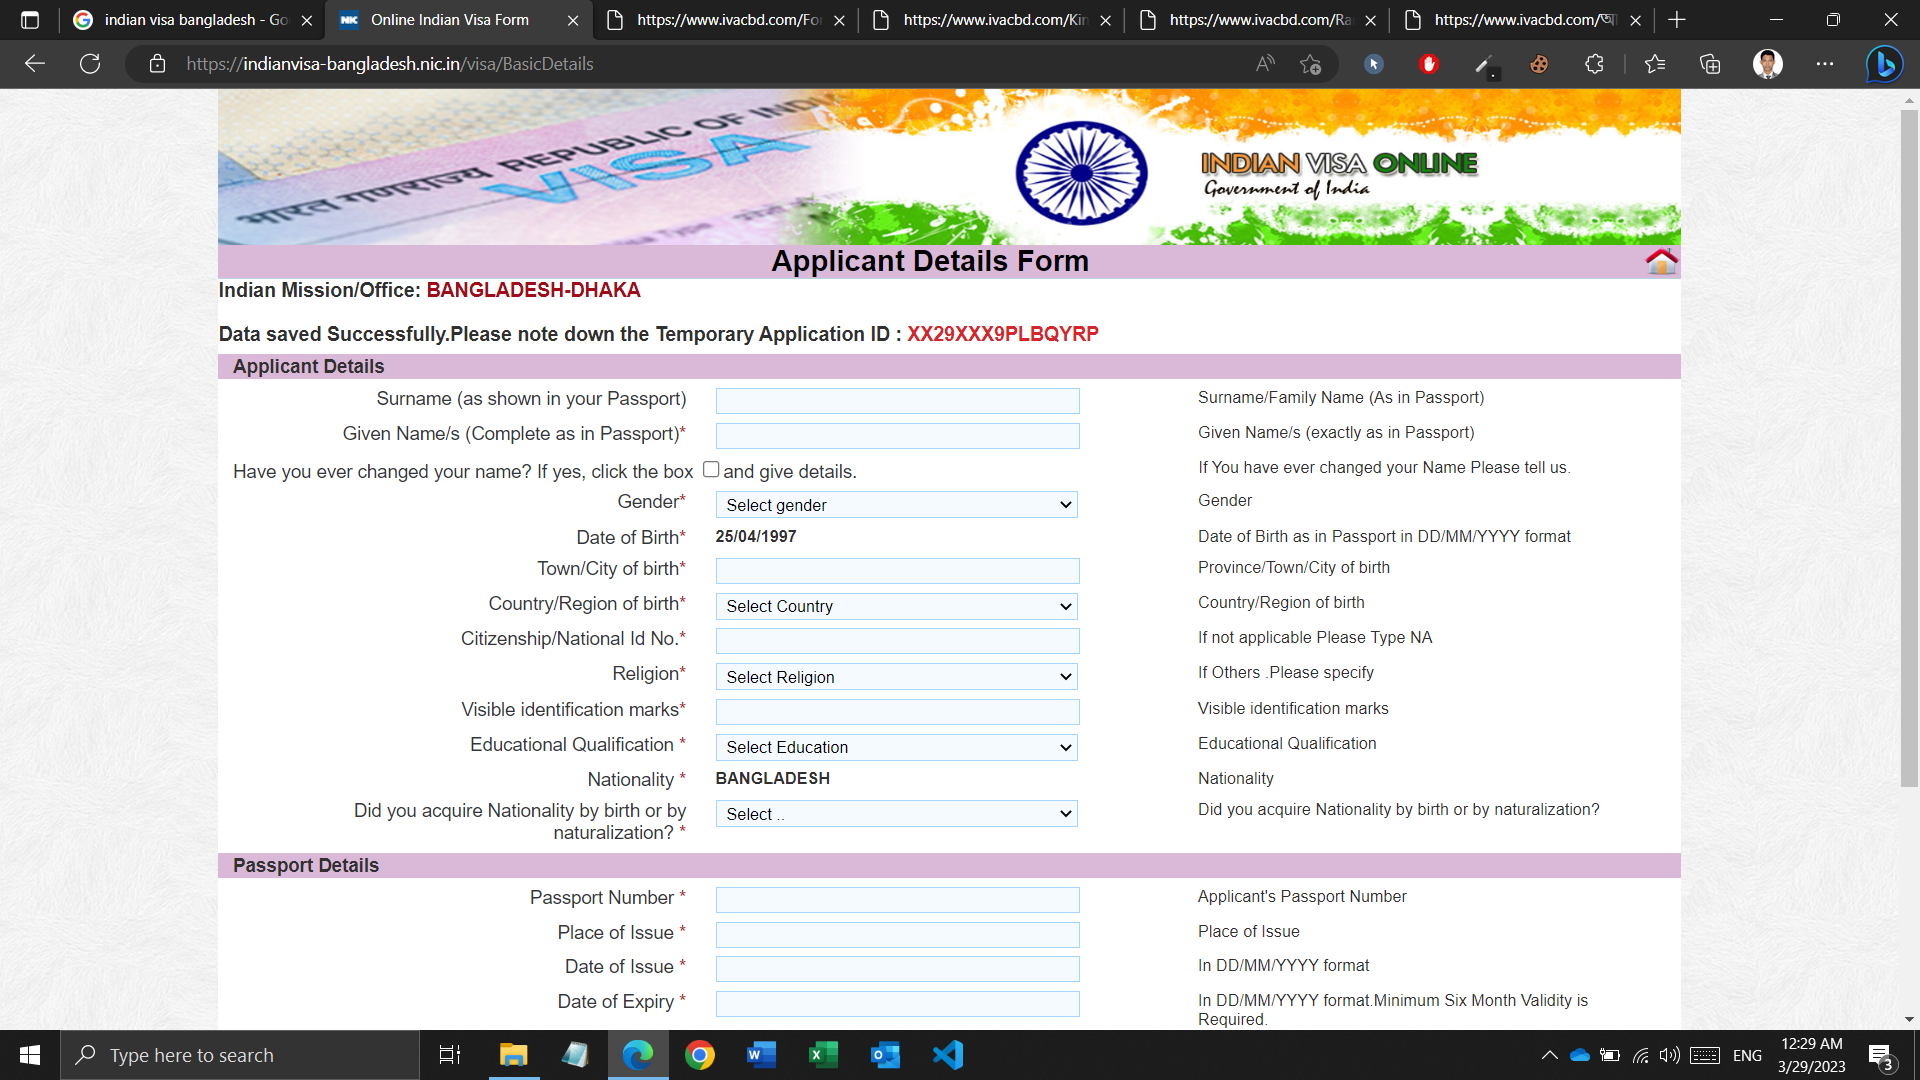 indian visa bangladesh - Go
Online Indian Visa Form
https://www.ivacbd.com/For
https://www.ivacbd.com/Kin
https://www.ivacbd.com/Ra
https://www.ivacbd.com/
https://indianvisa-bangladesh.nic.in/visa/BasicDetails
भारत गणराज्य REPUBLIC OF INDIA
VISA
INDIAN VISA ONLINE
Government of India
Applicant Details Form
Indian Mission/Office: BANGLADESH-DHAKA
Data saved Successfully.Please note down the Temporary Application ID : XX29XXX9PLBQYRP
Applicant Details
Surname (as shown in your Passport) Surname/Family Name (As in Passport)
Given Name/s (Complete as in Passport)* Given Name/s (exactly as in Passport)
Have you ever changed your name? If yes, click the box and give details. If You have ever changed your Name Please tell us.
Gender* Select gender Gender
Date of Birth* 25/04/1997 Date of Birth as in Passport in DD/MM/YYYY format
Town/City of birth* Province/Town/City of birth
Country/Region of birth* Select Country Country/Region of birth
Citizenship/National Id No.* If not applicable Please Type NA
Religion* Select Religion If Others .Please specify
Visible identification marks* Visible identification marks
Educational Qualification * Select Education Educational Qualification
Nationality * BANGLADESH Nationality
Did you acquire Nationality by birth or by Select .. Did you acquire Nationality by birth or by naturalization?
naturalization? *
Passport Details
Passport Number * Applicant's Passport Number
Place of Issue * Place of Issue
Date of Issue * In DD/MM/YYYY format
Date of Expiry * In DD/MM/YYYY format.Minimum Six Month Validity is
Required.
Type here to search
ENG
12:29 AM
3/29/2023
3